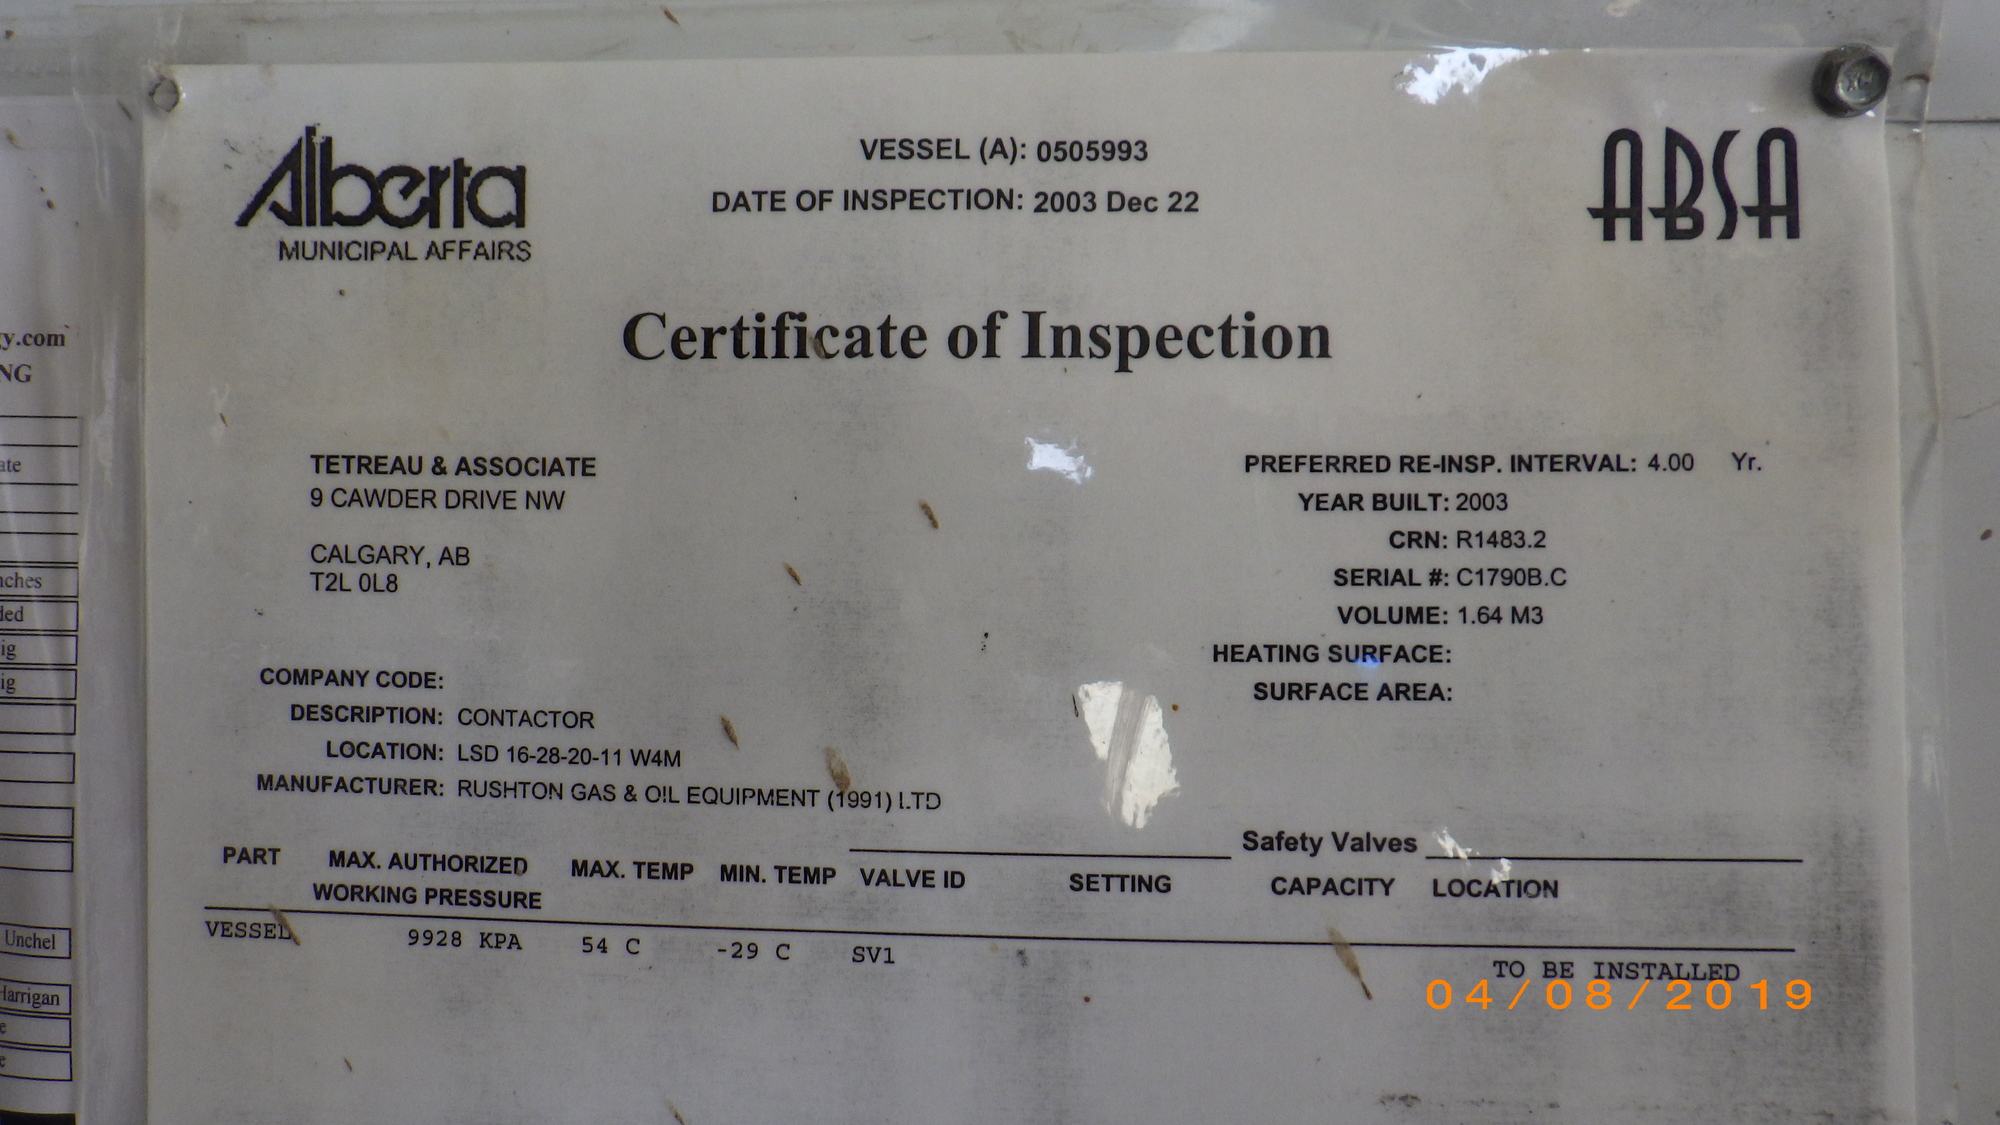 Alberta
MUNICIPAL AFFAIRS
VESSEL (A): 0505993
DATE OF INSPECTION: 2003 Dec 22
ABSA
Certificate of Inspection
TETREAU & ASSOCIATE
9 CAWDER DRIVE NW
CALGARY, AB
T2L 0L8
PREFERRED RE-INSP. INTERVAL: 4.00 Yr.
YEAR BUILT: 2003
CRN: R1483.2
SERIAL #: C1790B.C
VOLUME: 1.64 M3
HEATING SURFACE:
SURFACE AREA:
COMPANY CODE:
DESCRIPTION: CONTACTOR
LOCATION: LSD 16-28-20-11 W4M
MANUFACTURER: RUSHTON GAS & OIL EQUIPMENT (1991) LTD
Safety Valves
PART MAX. AUTHORIZED WORKING PRESSURE MAX. TEMP MIN. TEMP VALVE ID SETTING CAPACITY LOCATION
VESSEL 9928 KPA 54 C -29 C SV1 TO BE INSTALLED
04/08/2019
y.com
NG
ate
ches
ded
ig
ig
Unchel
Harrigan
e
e